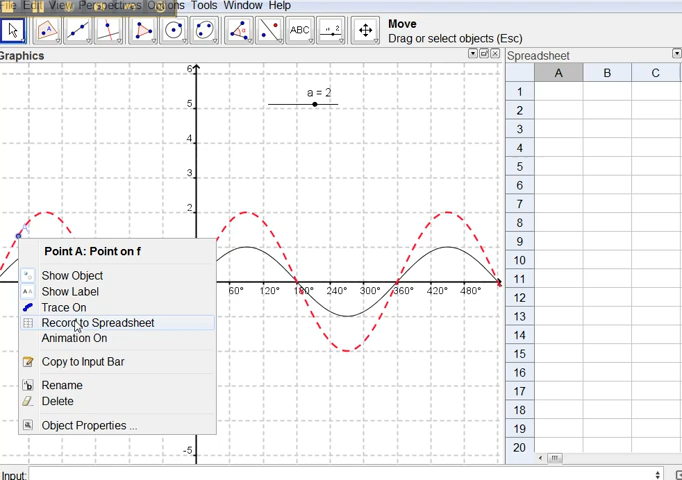 File Edit View Perspectives Options Tools Window Help
ABC
a=2
Move
Drag or select objects (Esc)
Graphics
Spreadsheet
A B C
1
2
3
4
5
6
7
8
9
10
11
12
13
14
15
16
17
18
19
20
a = 2
6
5
4
3
2
60° 120° 180° 240° 300° 360° 420° 480°
-5
Point A: Point on f
Show Object
AA Show Label
Trace On
Record to Spreadsheet
Animation On
Copy to Input Bar
Rename
Delete
Object Properties ...
Input: